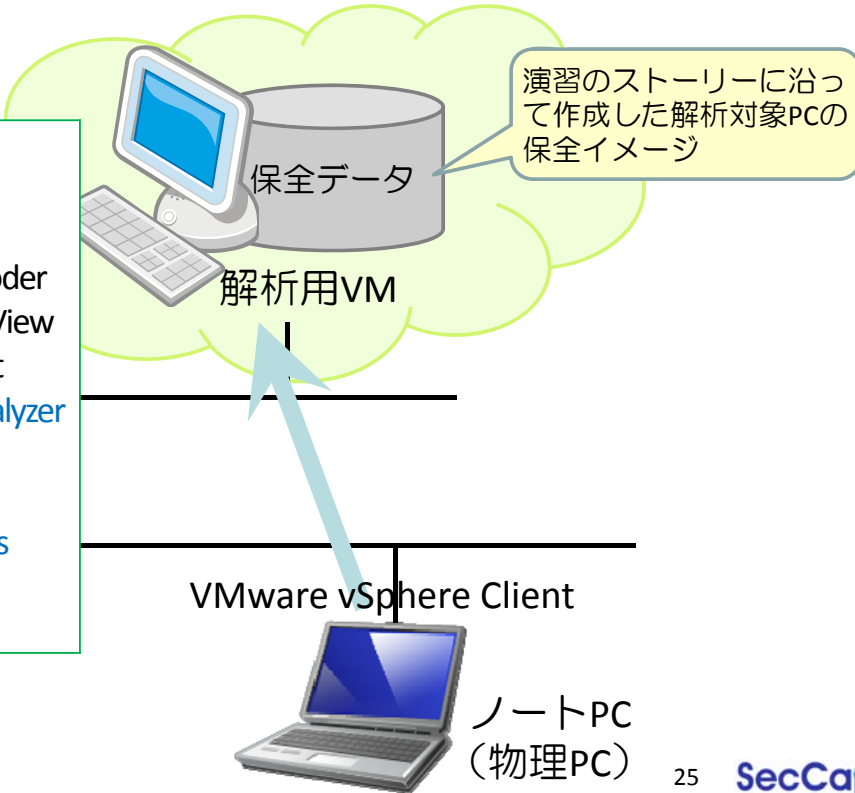 演習のストーリーに沿っ
て作成した解析対象PCの
保全イメージ
保全データ
解析用VM
View
VMware vSphere Client
ノートPC
（物理PC）
25